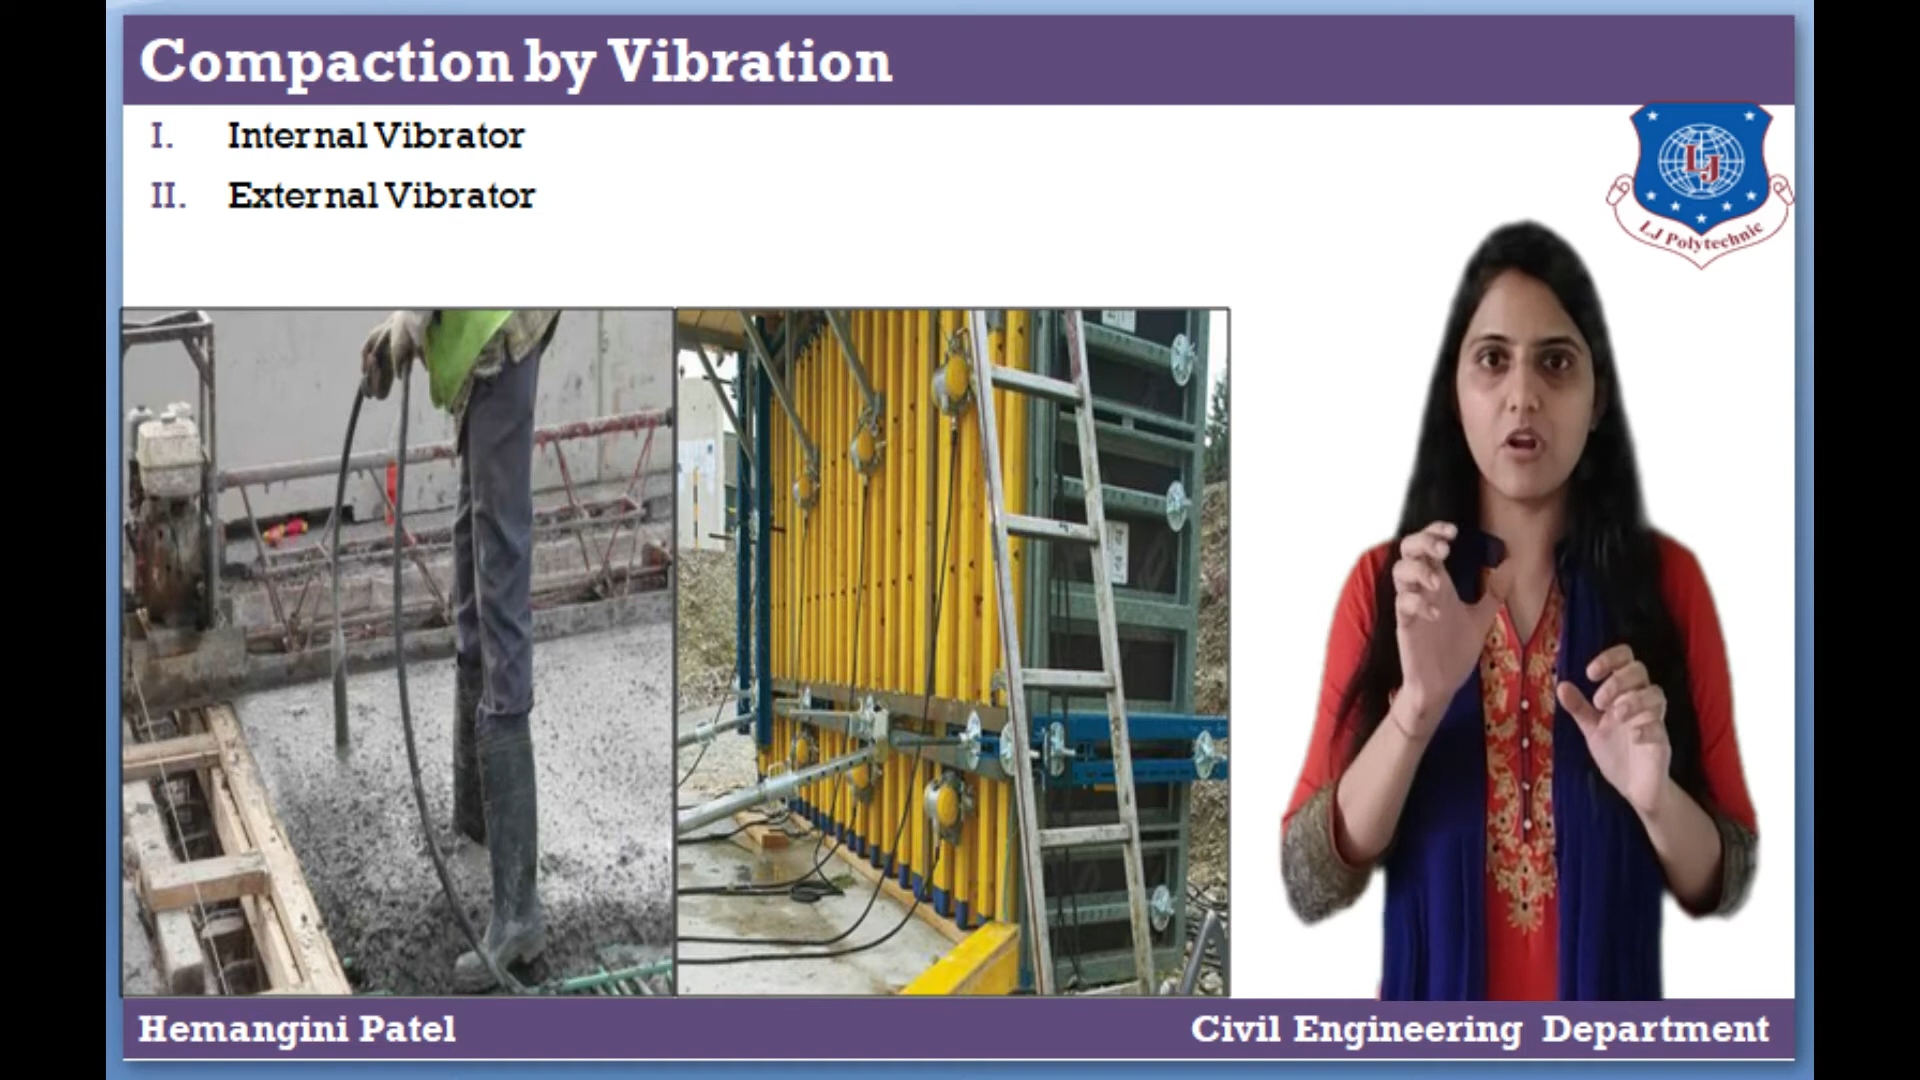 Compaction by Vibration
I. Internal Vibrator
II. External Vibrator
LJ
LJ Polytechnic
Hemangini Patel
Civil Engineering Department